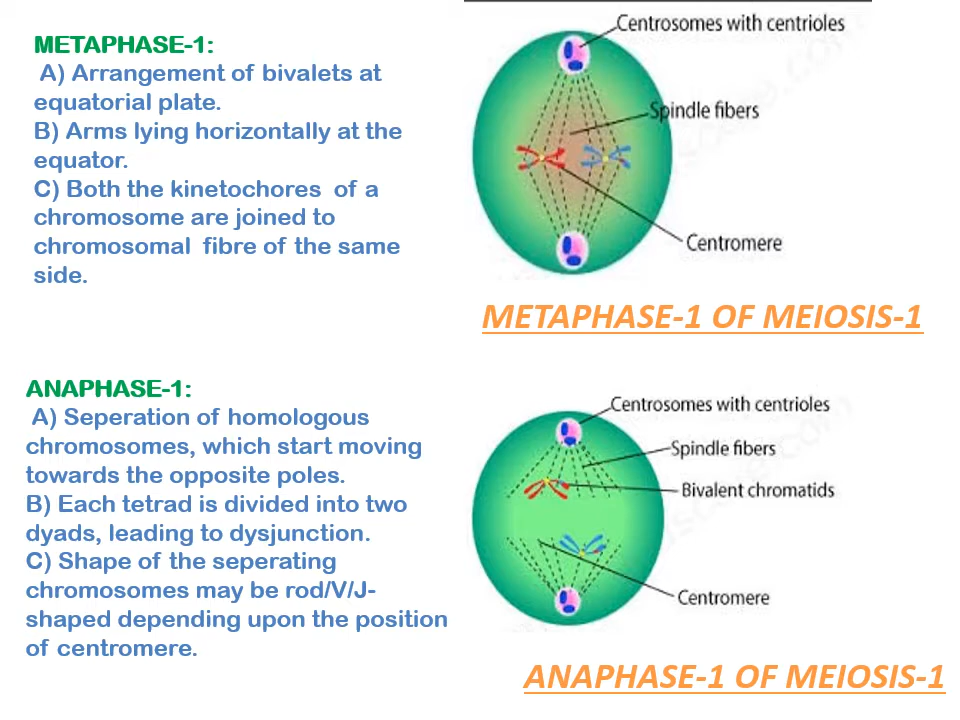 METAPHASE-1:
A) Arrangement of bivalets at
equatorial plate.
B) Arms lying horizontally at the
equator.
C) Both the kinetochores of a
chromosome are joined to
chromosomal fibre of the same
side.
Centrosomes with centrioles
Spindle fibers
Centromere
METAPHASE-1 OF MEIOSIS-1
ANAPHASE-1:
A) Seperation of homologous
chromosomes, which start moving
towards the opposite poles.
B) Each tetrad is divided into two
dyads, leading to dysjunction.
C) Shape of the seperating
chromosomes may be rod/V/J-
shaped depending upon the position
of centromere.
Centrosomes with centrioles
Spindle fibers
Bivalent chromatids
Centromere
ANAPHASE-1 OF MEIOSIS-1